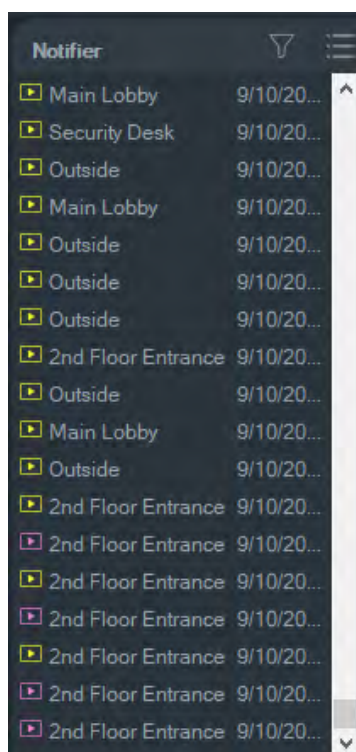 Notifier
Main Lobby 9/10/20...
Security Desk 9/10/20...
Outside 9/10/20...
Main Lobby 9/10/20...
Outside 9/10/20...
Outside 9/10/20...
Outside 9/10/20...
2nd Floor Entrance 9/10/20...
Outside 9/10/20...
Main Lobby 9/10/20...
Outside 9/10/20...
2nd Floor Entrance 9/10/20...
2nd Floor Entrance 9/10/20...
2nd Floor Entrance 9/10/20...
2nd Floor Entrance 9/10/20...
2nd Floor Entrance 9/10/20...
2nd Floor Entrance 9/10/20...
2nd Floor Entrance 9/10/20...